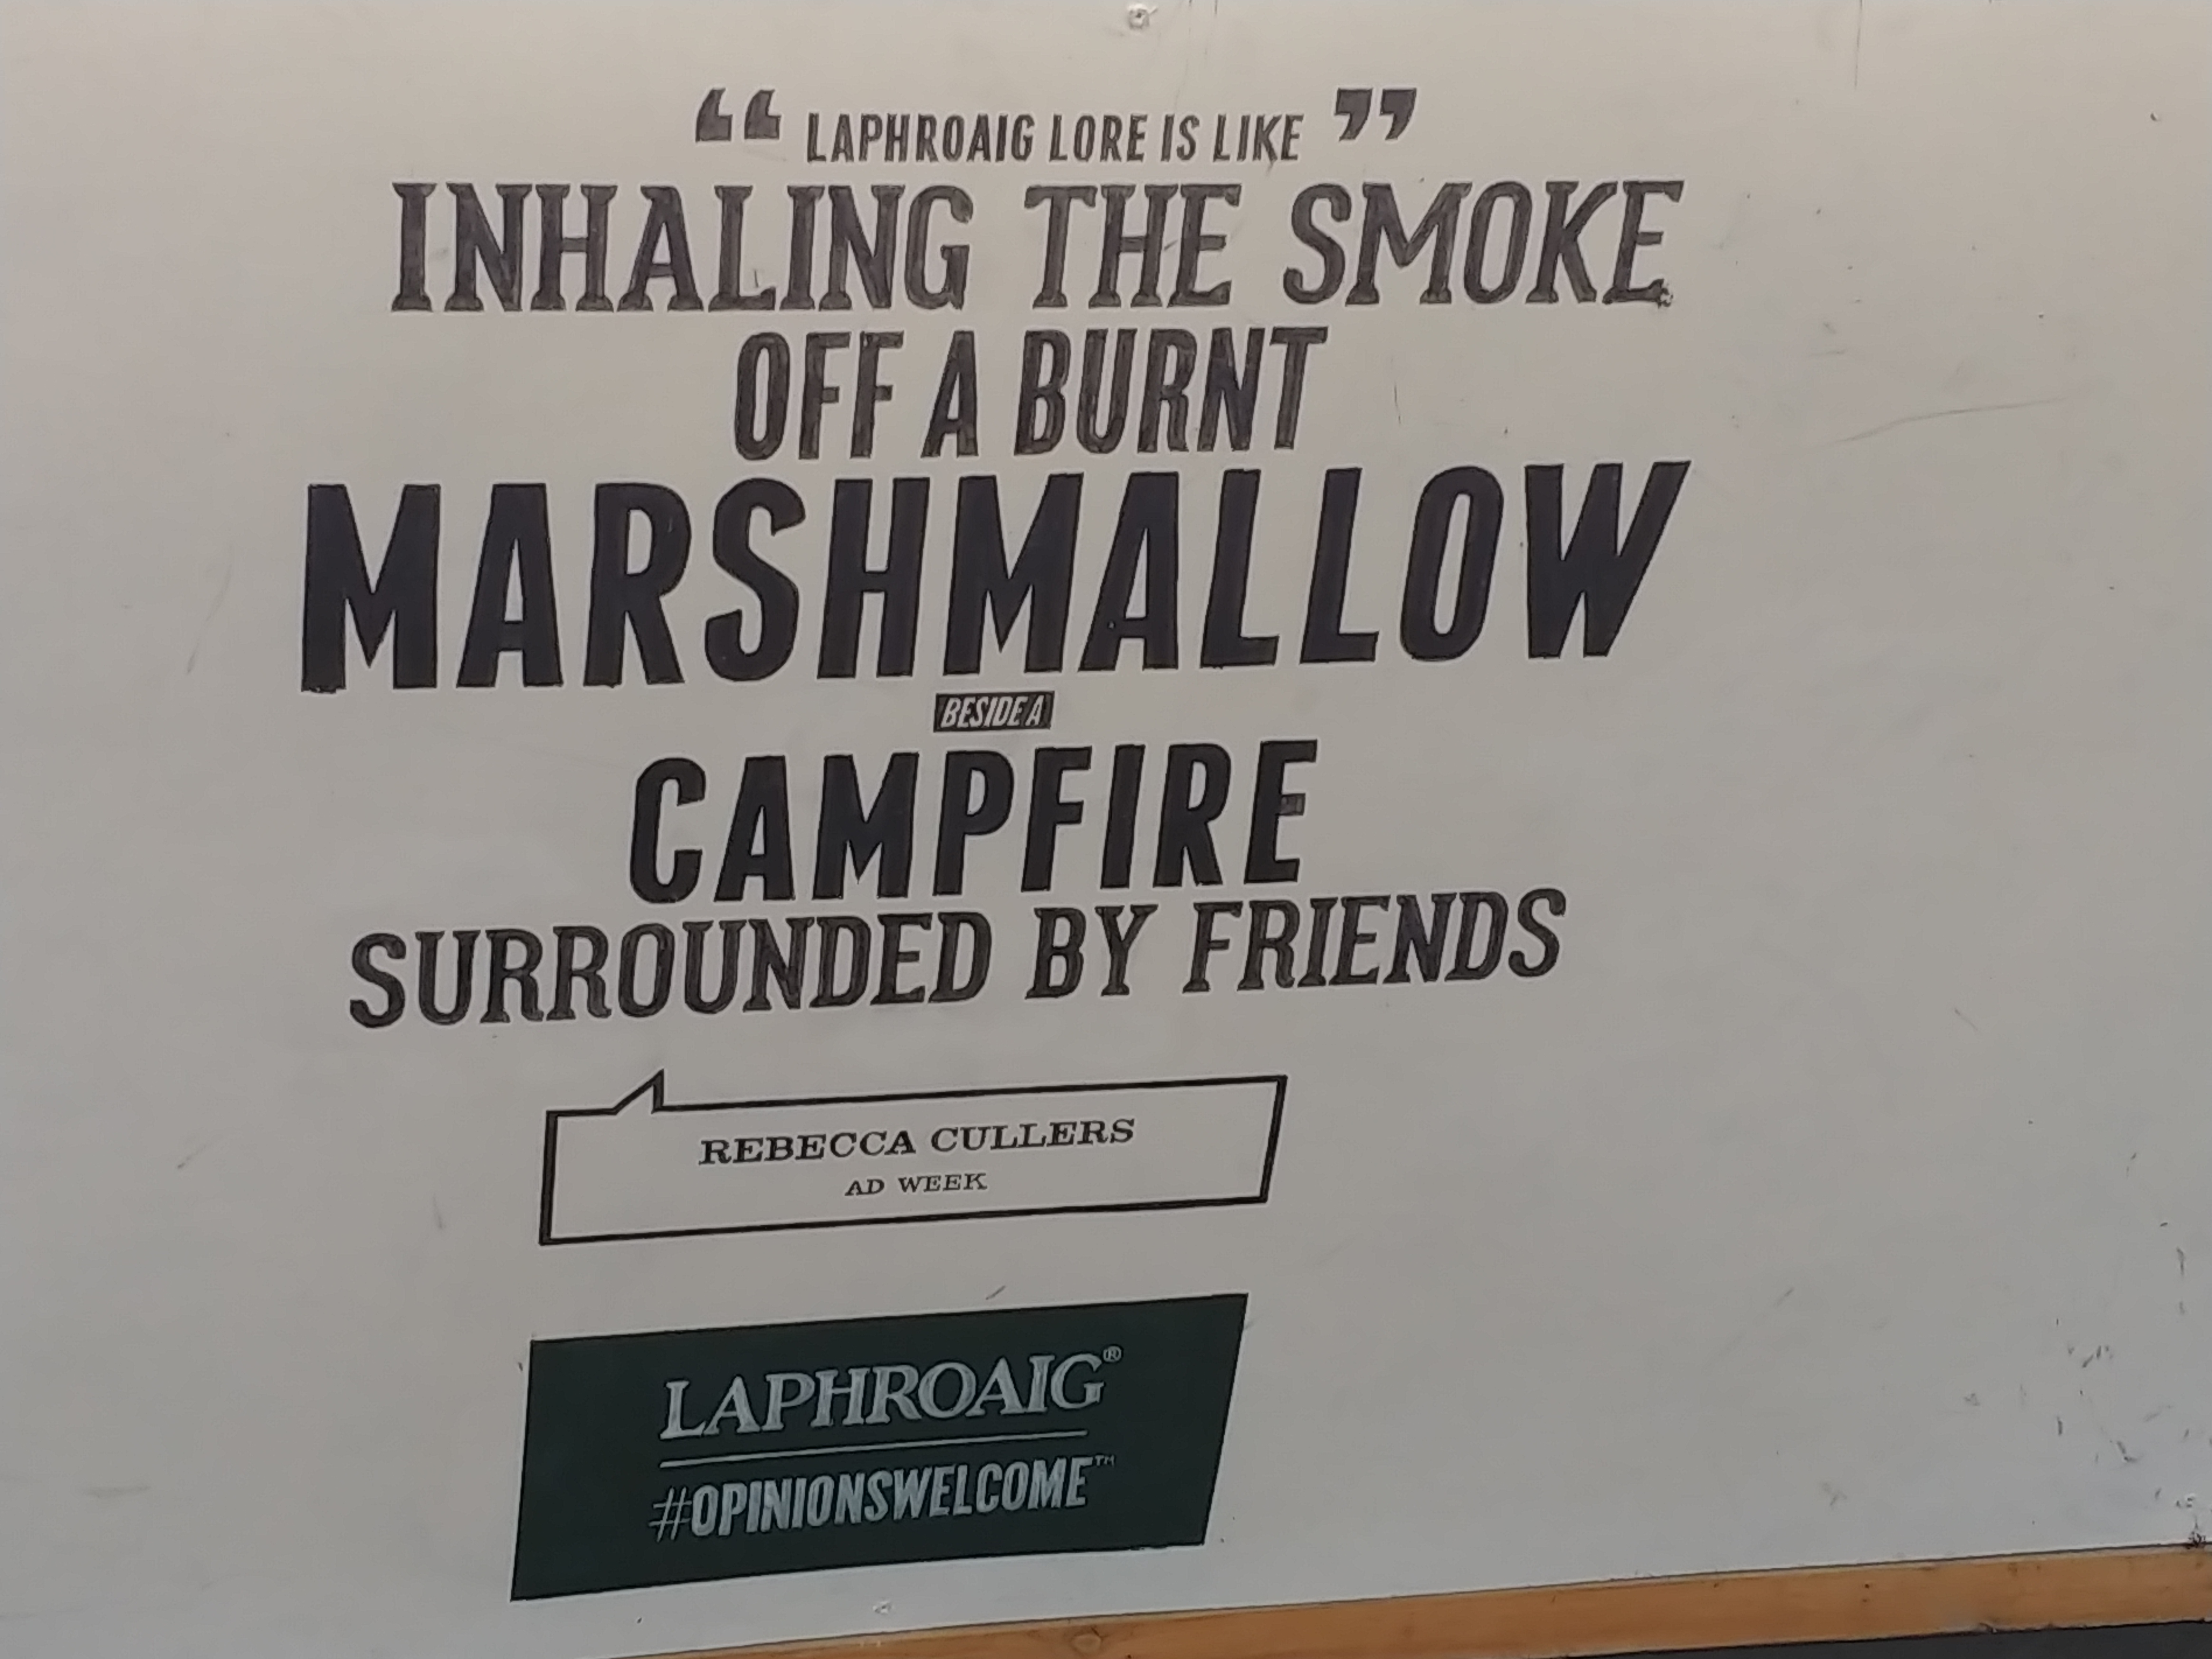 “ LAPHROAIG LORE IS LIKE ”
INHALING THE SMOKE
OFF A BURNT
MARSHMALLOW
BESIDE A
CAMPFIRE
SURROUNDED BY FRIENDS
REBECCA CULLERS
AD WEEK
LAPHROAIG®
#OPINIONSWELCOME™